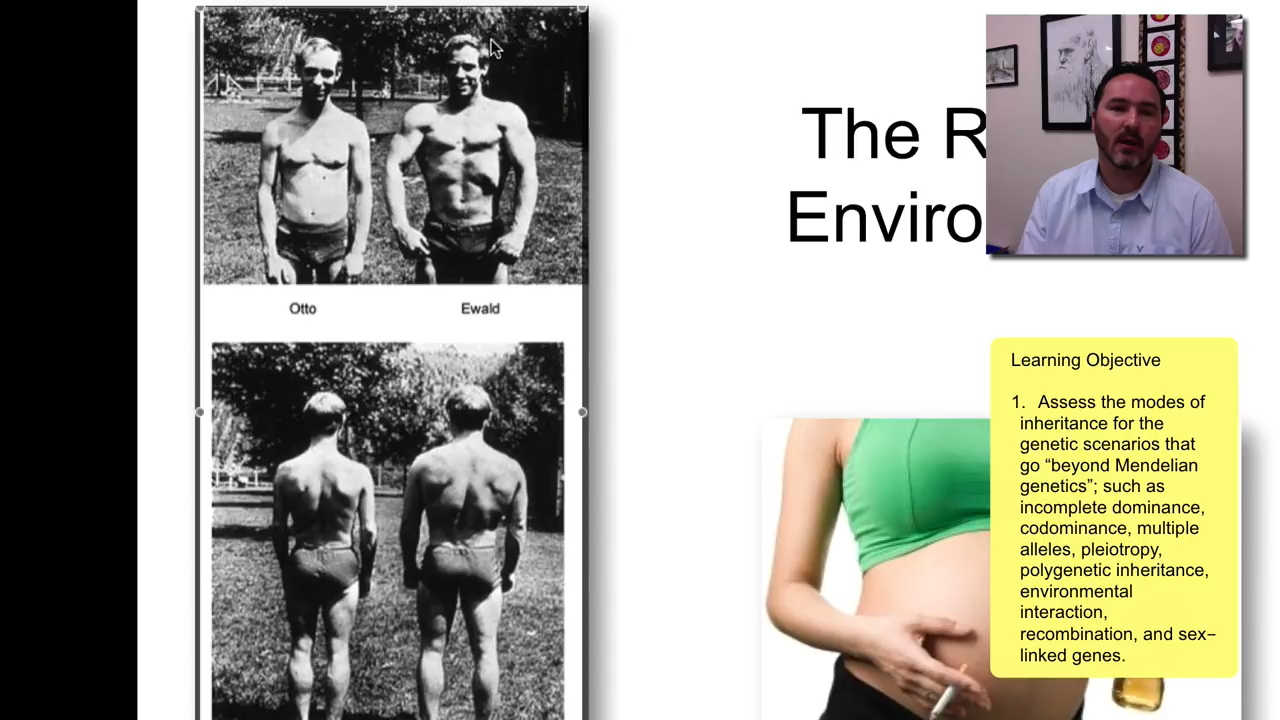 The R
Enviro
Otto
Ewald
Learning Objective
1. Assess the modes of
inheritance for the
genetic scenarios that
go “beyond Mendelian
genetics”; such as
incomplete dominance,
codominance, multiple
alleles, pleiotropy,
polygenetic inheritance,
environmental
interaction,
recombination, and sex–
linked genes.